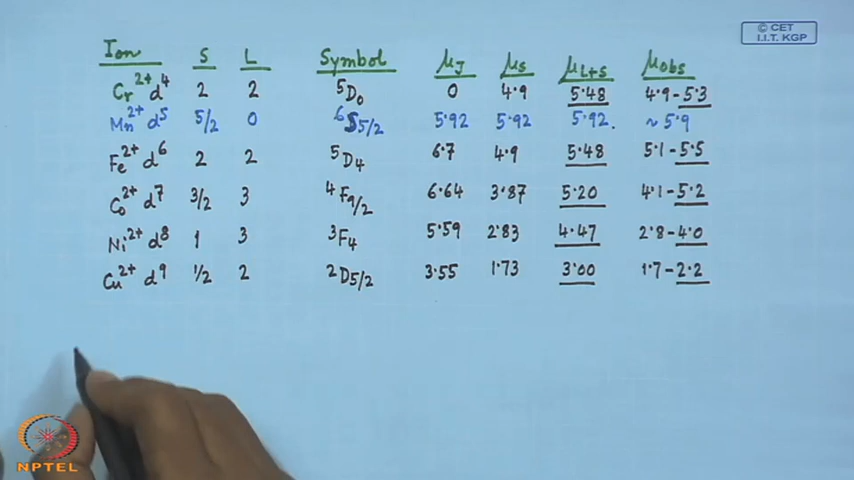 © CET
I.I.T. KGP
Ion S L Symbol μJ μS μL+S μobs
Cr²⁺ d⁴ 2 2 ⁵D₀ 0 4.9 5.48 4.9-5.3
Mn²⁺ d⁵ 5/2 0 ⁶S₅/₂ 5.92 5.92 5.92. ~5.9
Fe²⁺ d⁶ 2 2 ⁵D₄ 6.7 4.9 5.48 5.1-5.5
Co²⁺ d⁷ 3/2 3 ⁴F₉/₂ 6.64 3.87 5.20 4.1-5.2
Ni²⁺ d⁸ 1 3 ³F₄ 5.59 2.83 4.47 2.8-4.0
Cu²⁺ d⁹ 1/2 2 ²D₅/₂ 3.55 1.73 3.00 1.7-2.2
NPTEL